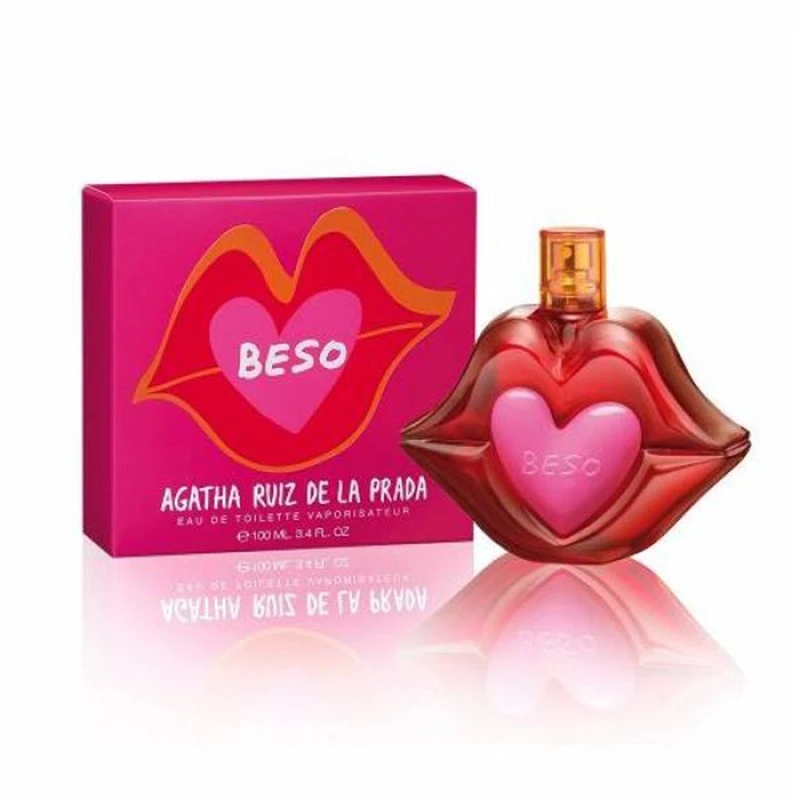 BESO
AGATHA RUIZ DE LA PRADA
EAU DE TOILETTE VAPORISATEUR
℮ 100 ML. 3.4 FL. OZ
BESO